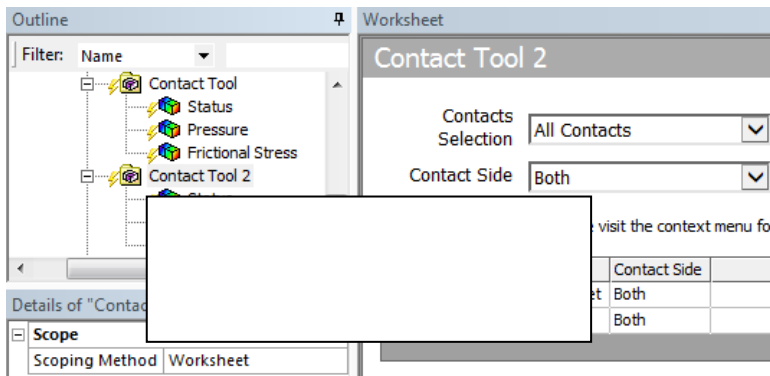 Outline
Filter: Name
Contact Tool
Status
Pressure
Frictional Stress
Contact Tool 2
Details of "Contac
Scope
Scoping Method Worksheet
Worksheet
Contact Tool 2
Contacts Selection All Contacts
Contact Side Both
visit the context menu fo
Contact Side
Both
Both